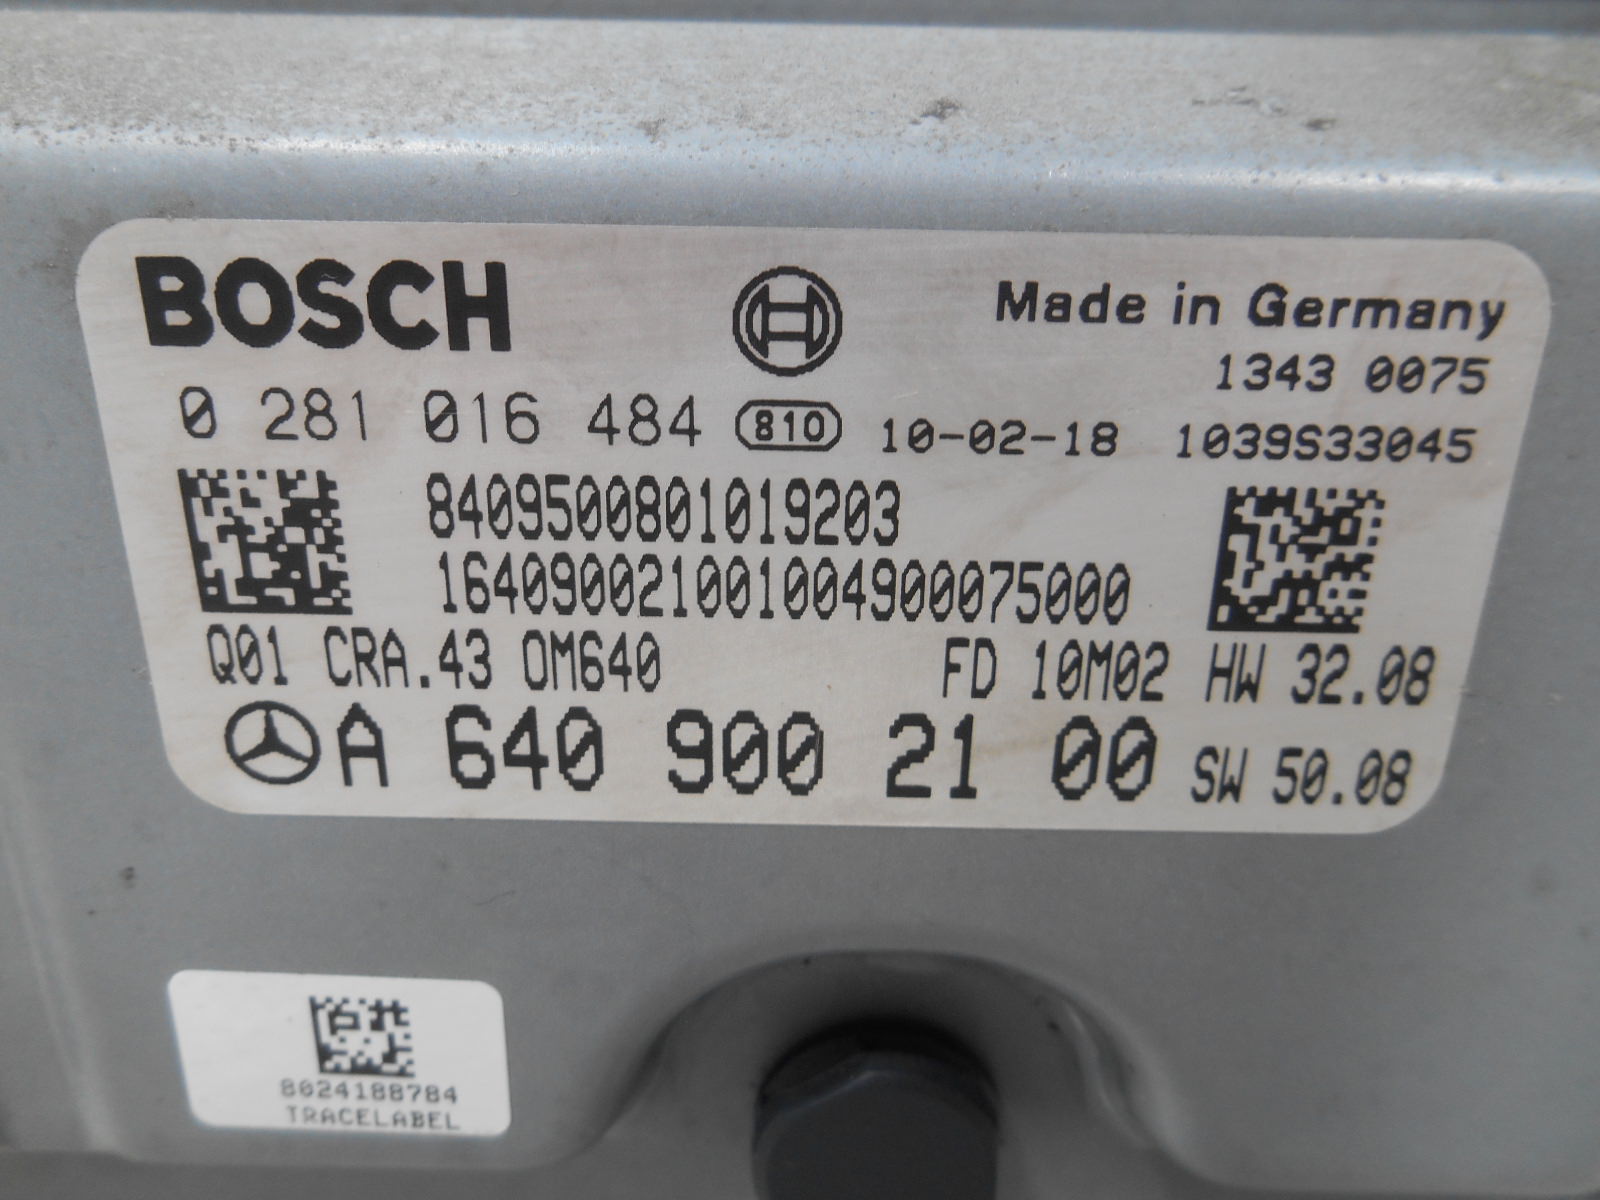 BOSCH
Made in Germany
1343 0075
0 281 016 484 810 10-02-18 1039S33045
8409500801019203
164090021001004900075000
Q01 CRA.43 OM640 FD 10M02 HW 32.08
A 640 900 21 00 SW 50.08
8024188784
TRACELABEL